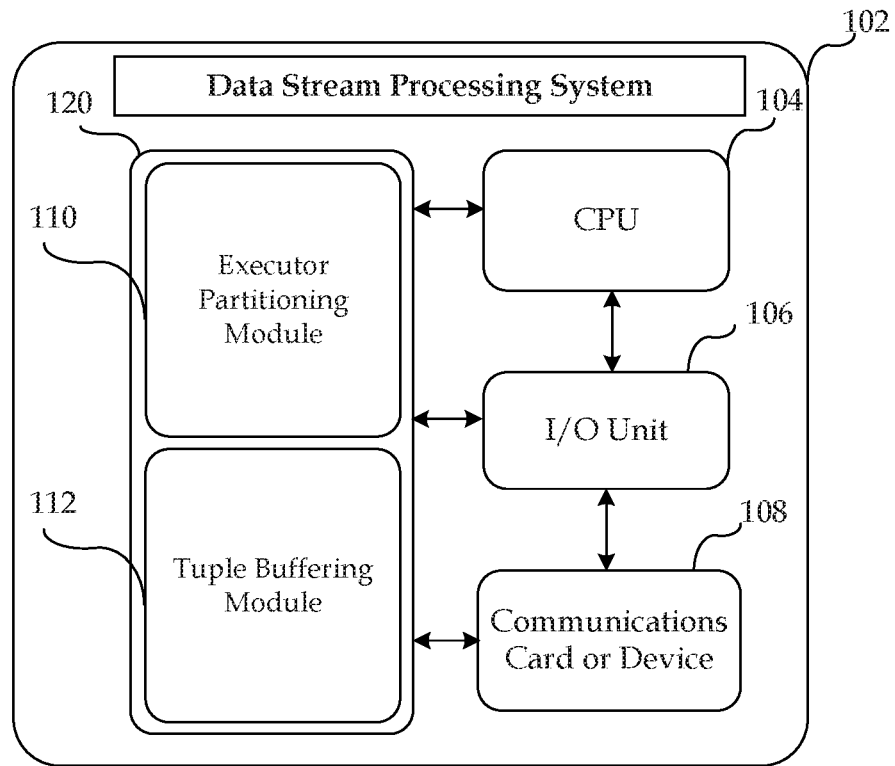 102
Data Stream Processing System
120
104
110
Executor
Partitioning
Module
CPU
106
I/O Unit
112
Tuple Buffering
Module
108
Communications
Card or Device